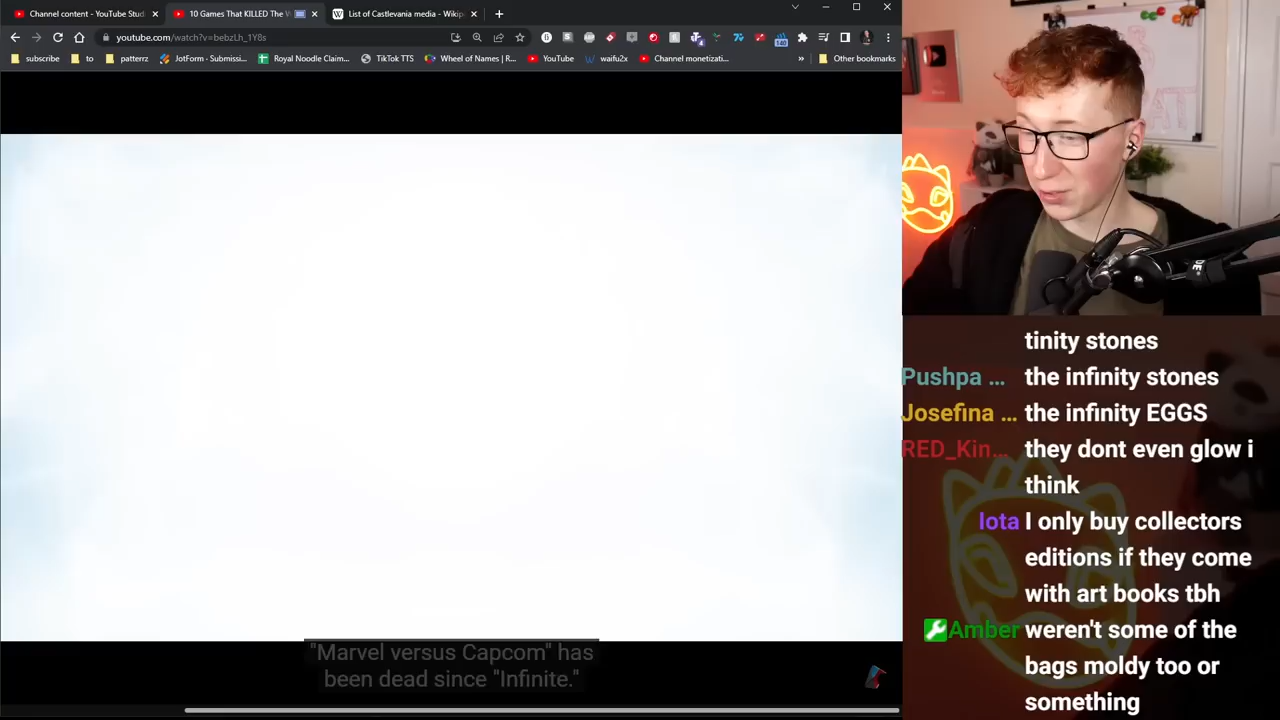 Channel content - YouTube Stud
10 Games That KILLED The
List of Castlevania media - Wikip
youtube.com/watch?v=bebzLh_1Y8s
subscribe
to
patterrz
JotForm - Submissi...
Royal Noodle Claim...
TikTok TTS
Wheel of Names | R...
YouTube
waifu2x
Channel monetizati...
»
Other bookmarks
140
tinity stones
Pushpa ... the infinity stones
Josefina ... the infinity EGGS
RED_Kin... they dont even glow i
think
Iota I only buy collectors
editions if they come
with art books tbh
Amber weren't some of the
bags moldy too or
something
"Marvel versus Capcom" has
been dead since "Infinite."